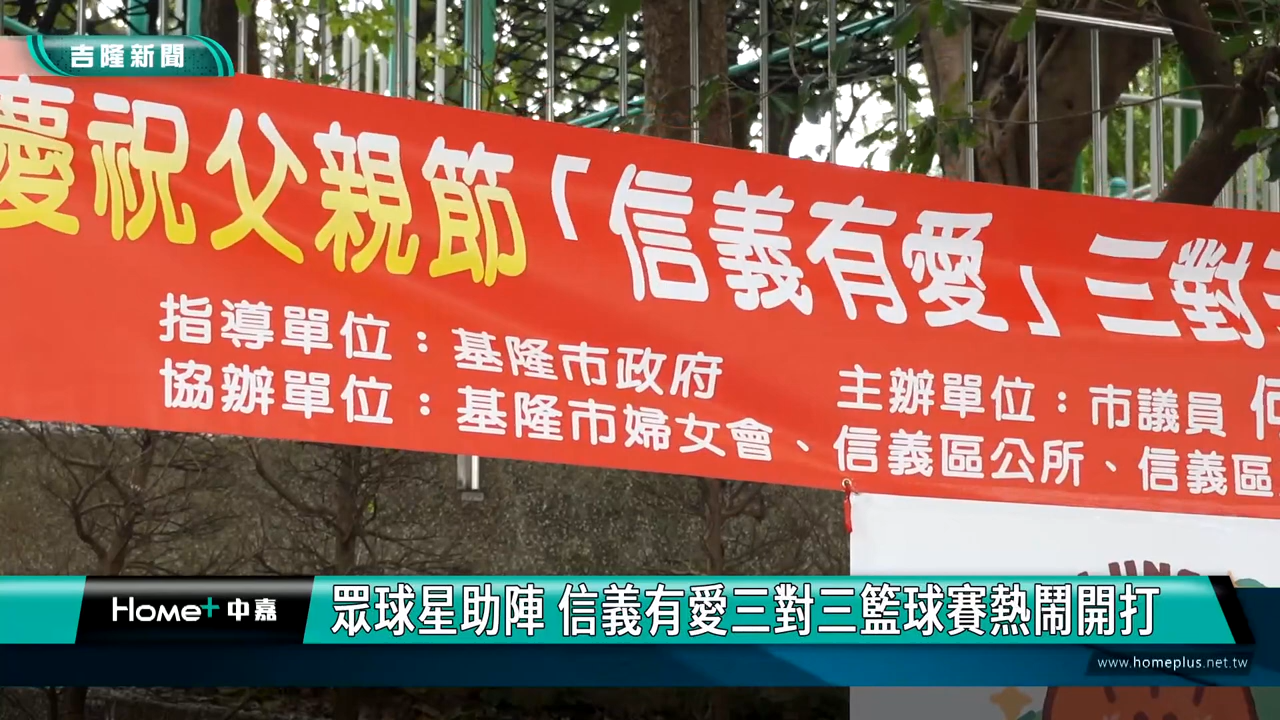 吉隆新聞
慶祝父親節「信義有愛」三對
指導單位：基隆市政府
主辦單位：市議員 何
協辦單位：基隆市婦女會、信義區公所、信義區
Home+中嘉
眾球星助陣 信義有愛三對三籃球賽熱鬧開打
www.homeplus.net.tw